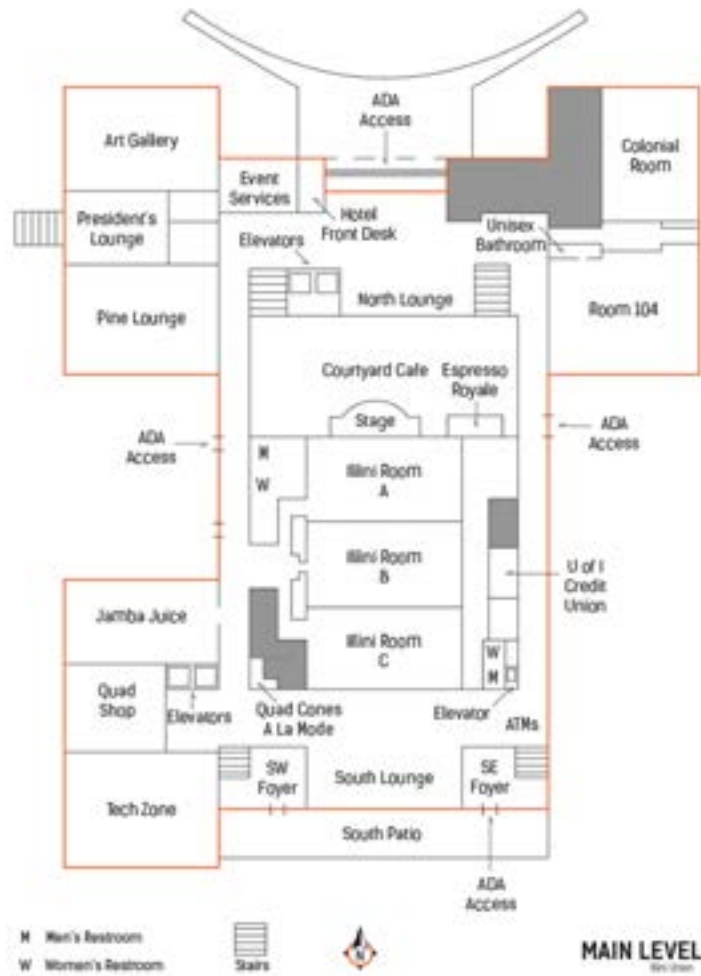 ADA
Access
Art Gallery
Colonial
Room
Event
Services
President's
Lounge
Hotel
Front Desk
Unisex
Bathroom
Elevators
North Lounge
Pine Lounge
Room 104
Courtyard Cafe
Espresso
Royale
Stage
ADA
Access
ADA
Access
M
W
Illini Room
A
Illini Room
B
U of I
Credit
Union
Jamba Juice
Illini Room
C
W
M
Quad
Shop
Elevators
Quad Cones
A La Mode
Elevator
ATMs
SW
Foyer
South Lounge
SE
Foyer
Tech Zone
South Patio
ADA
Access
M Men's Restroom
W Women's Restroom
Stairs
N
MAIN LEVEL
Illini Union